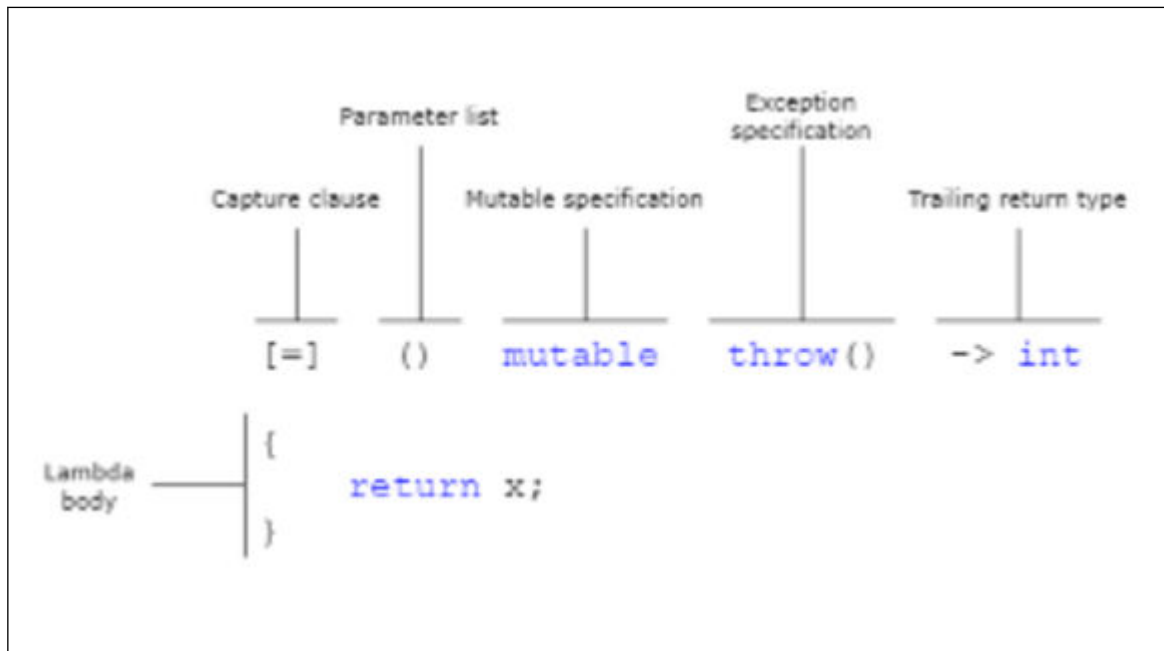 Parameter list
Exception
specification
Capture clause
Mutable specification
Trailing return type
[=] () mutable throw() -> int
{
Lambda
body
return x;
}